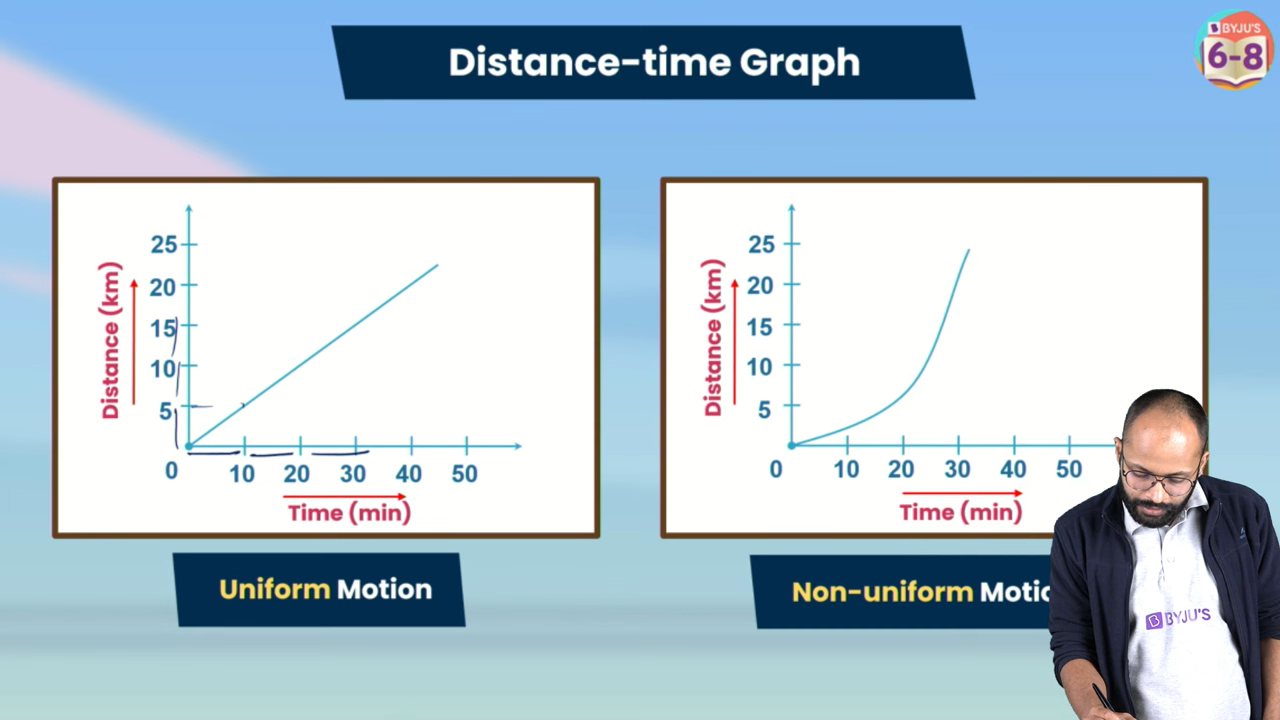 Distance-time Graph
BYJU'S
6-8
25
20
15
10
5
0
10 20 30 40 50
Distance (km)
Time (min)
Uniform Motion
25
20
15
10
5
0
10 20 30 40 50
Distance (km)
Time (min)
Non-uniform Motio
BYJU'S